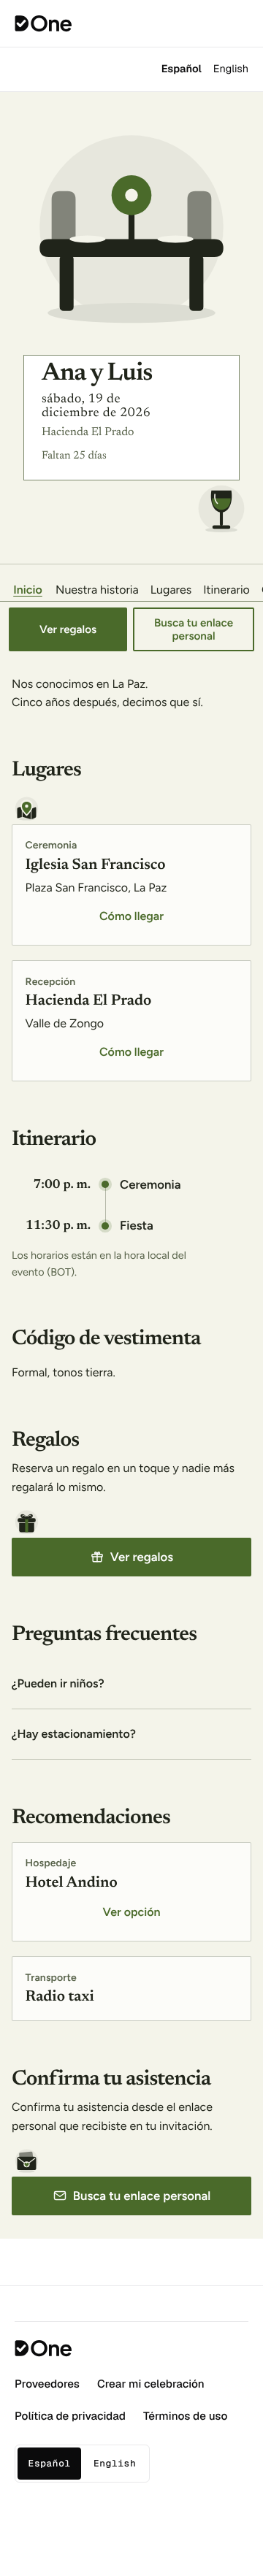 One
Español English
Ana y Luis
sábado, 19 de
diciembre de 2026
Hacienda El Prado
Faltan 25 días
Inicio Nuestra historia Lugares Itinerario
Ver regalos
Busca tu enlace
personal
Nos conocimos en La Paz.
Cinco años después, decimos que sí.
Lugares
Ceremonia
Iglesia San Francisco
Plaza San Francisco, La Paz
Cómo llegar
Recepción
Hacienda El Prado
Valle de Zongo
Cómo llegar
Itinerario
7:00 p. m. Ceremonia
11:30 p. m. Fiesta
Los horarios están en la hora local del
evento (BOT).
Código de vestimenta
Formal, tonos tierra.
Regalos
Reserva un regalo en un toque y nadie más
regalará lo mismo.
Ver regalos
Preguntas frecuentes
¿Pueden ir niños?
¿Hay estacionamiento?
Recomendaciones
Hospedaje
Hotel Andino
Ver opción
Transporte
Radio taxi
Confirma tu asistencia
Confirma tu asistencia desde el enlace
personal que recibiste en tu invitación.
Busca tu enlace personal
One
Proveedores Crear mi celebración
Política de privacidad Términos de uso
Español English